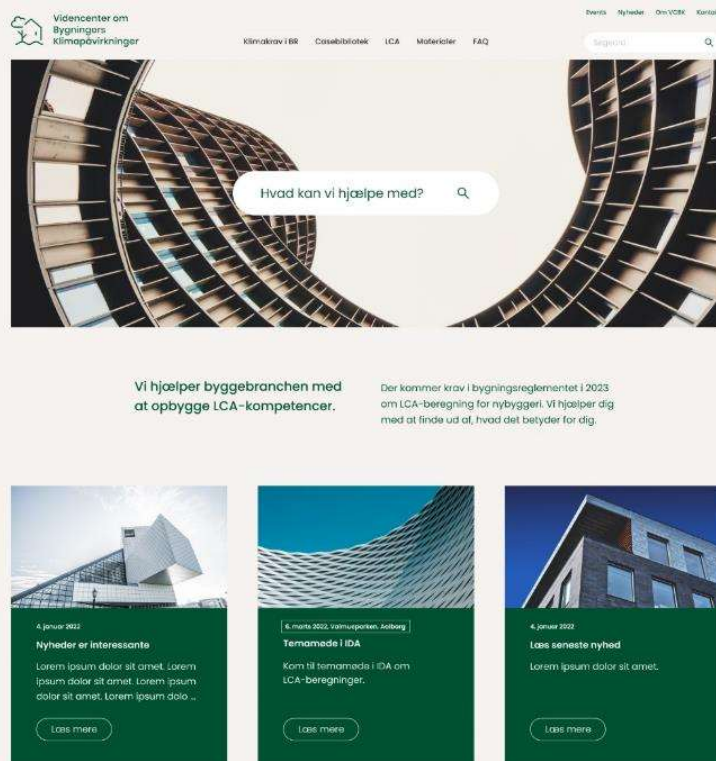 Videncenter om
Bygningers
Klimapåvirkninger
Events Nyheder Om VCBK
Klimakrav i BR Casebibliotek LCA Materialer FAQ
Hvad kan vi hjælpe med?
Vi hjælper byggebranchen med
at opbygge LCA-kompetencer.
Der kommer krav i bygningsreglementet i 2023
om LCA-beregning for nybyggeri. Vi hjælper dig
med at finde ud af, hvad det betyder for dig.
4. januar 2022
Nyheder er interessante
Lorem ipsum dolor sit amet. Lorem
ipsum dolor sit amet. Lorem ipsum
dolor sit amet. Lorem ipsum dolo ...
Læs mere
6. marts 2022, Valmueparken, Aalborg
Temamøde i IDA
Kom til temamøde i IDA om
LCA-beregninger.
Læs mere
4. januar 2022
Læs seneste nyhed
Lorem ipsum dolor sit amet.
Læs mere